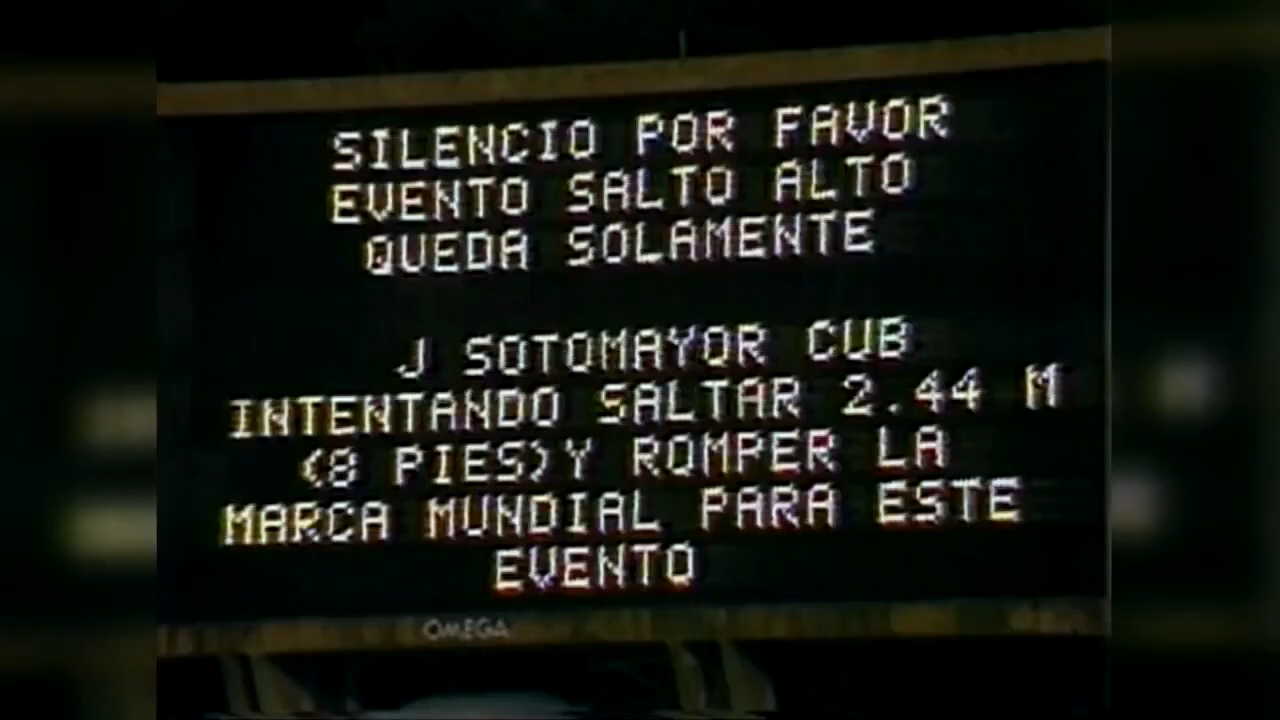 SILENCIO POR FAVOR
EVENTO SALTO ALTO
QUEDA SOLAMENTE
J SOTOMAYOR CUB
INTENTANDO SALTAR 2.44 M
(8 PIES)Y ROMPER LA
MARCA MUNDIAL PARA ESTE
EVENTO
OMEGA